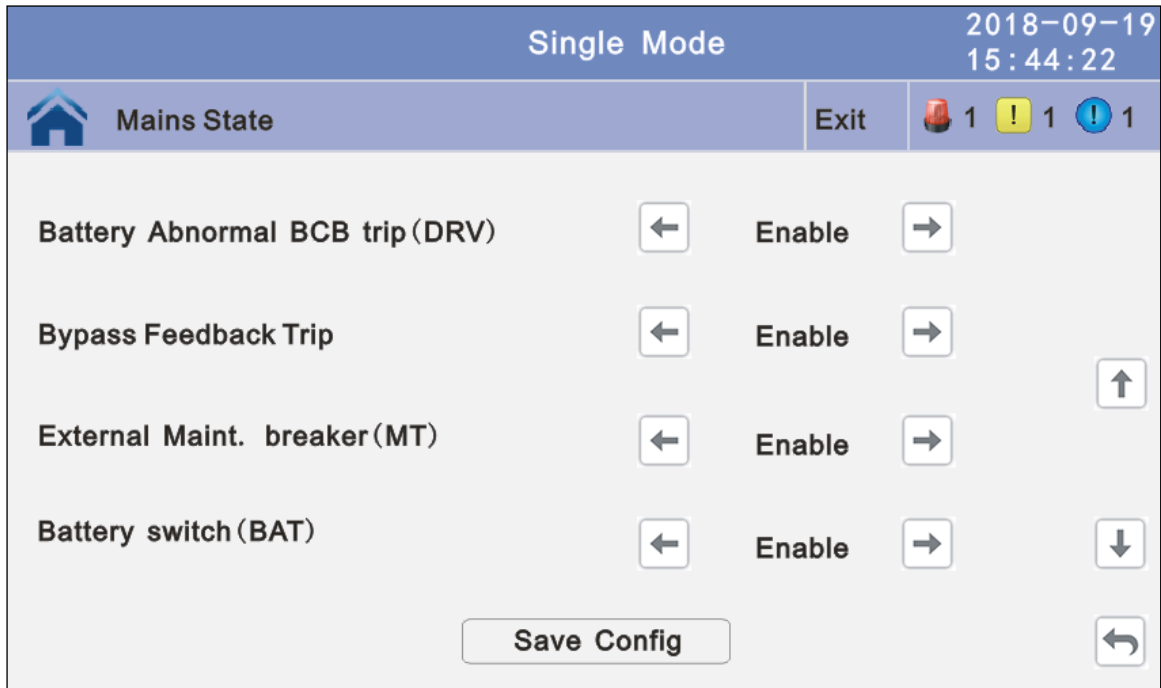 Single Mode
2018-09-19
15:44:22
Mains State
Exit
1
! 1
! 1
Battery Abnormal BCB trip(DRV)
Enable
Bypass Feedback Trip
Enable
External Maint. breaker(MT)
Enable
Battery switch(BAT)
Enable
Save Config